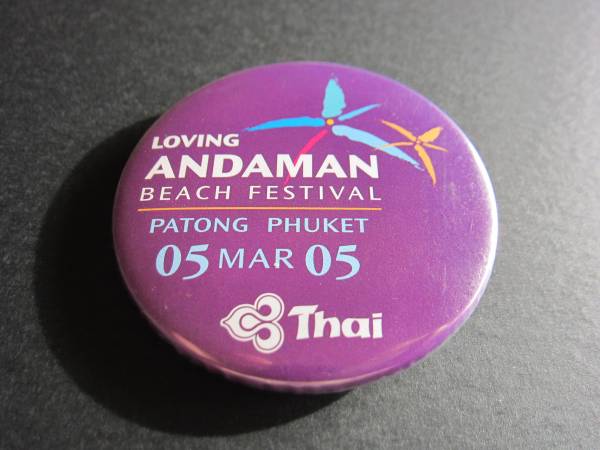 LOVING
ANDAMAN
BEACH FESTIVAL
PATONG PHUKET
05 MAR 05
Thai